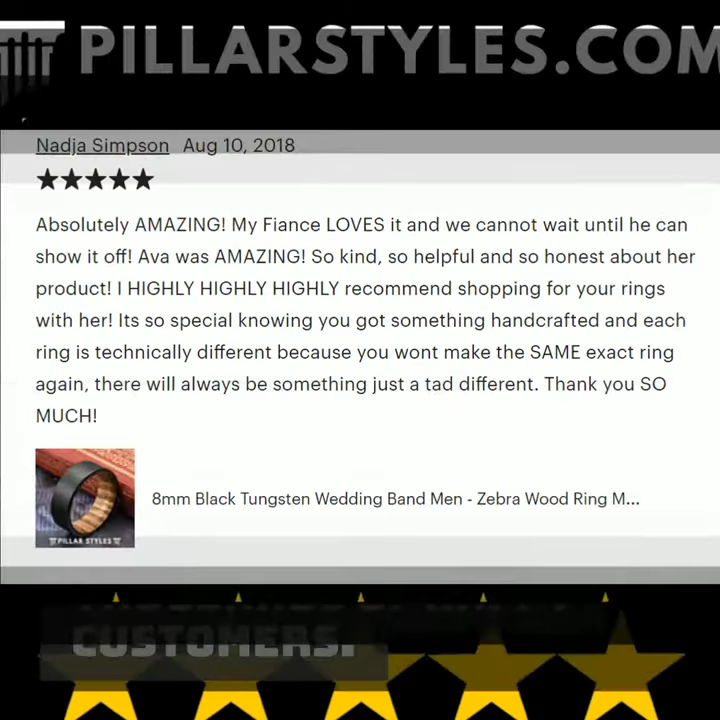 PILLARSTYLES.COM
Nadja Simpson Aug 10, 2018
Absolutely AMAZING! My Fiance LOVES it and we cannot wait until he can
show it off! Ava was AMAZING! So kind, so helpful and so honest about her
product! I HIGHLY HIGHLY HIGHLY recommend shopping for your rings
with her! Its so special knowing you got something handcrafted and each
ring is technically different because you wont make the SAME exact ring
again, there will always be something just a tad different. Thank you SO
MUCH!
PILLAR STYLES
8mm Black Tungsten Wedding Band Men - Zebra Wood Ring M...
CUSTOMERS.